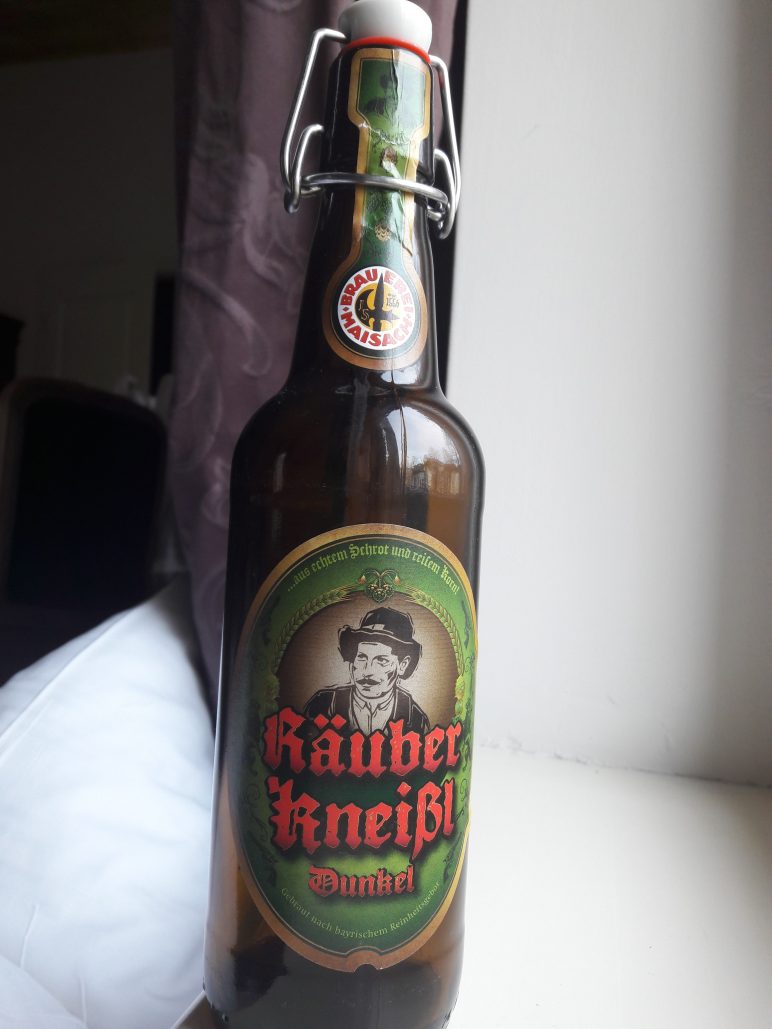 BRAUEREI
MAISACH
...aus echtem Schrot und reifem Korn!
Räuber
Kneißl
Dunkel
Gebraut nach bayrischem Reinheitsgebot